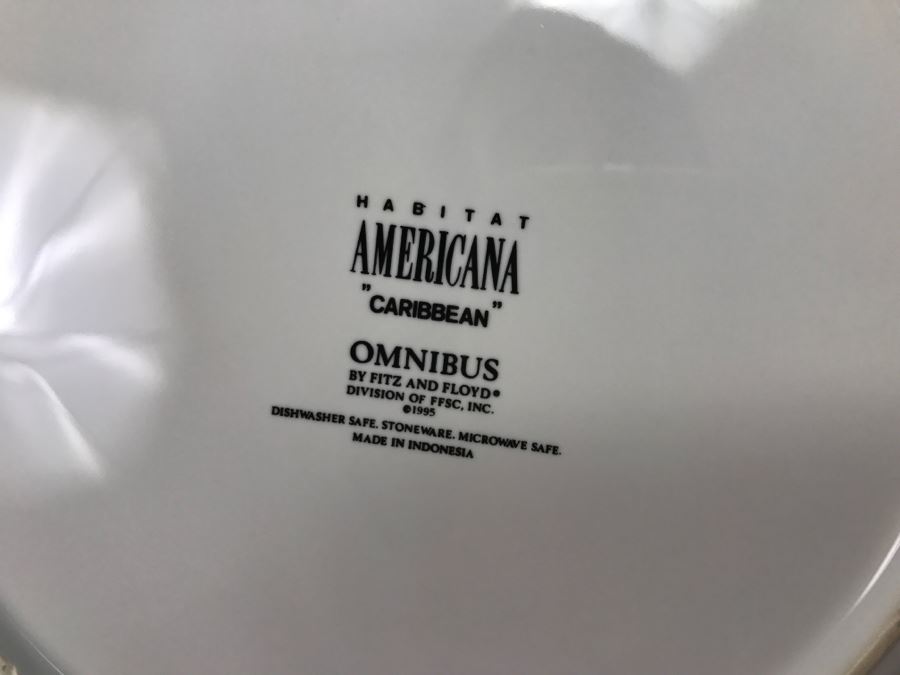 HABITAT
AMERICANA
"CARIBBEAN"
OMNIBUS
BY FITZ AND FLOYD®
DIVISION OF FFSC, INC.
©1995
DISHWASHER SAFE. STONEWARE. MICROWAVE SAFE.
MADE IN INDONESIA